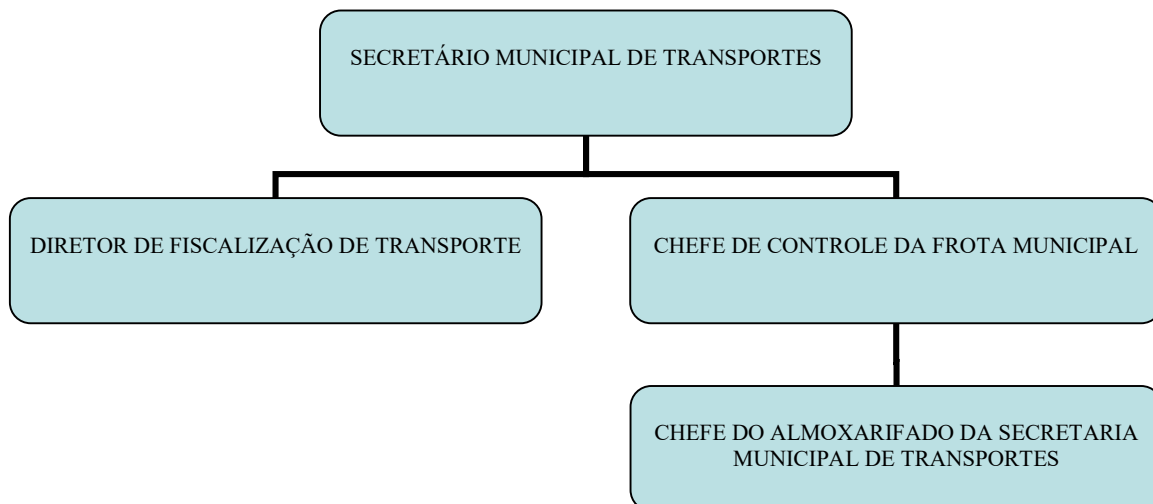 SECRETÁRIO MUNICIPAL DE TRANSPORTES
DIRETOR DE FISCALIZAÇÃO DE TRANSPORTE
CHEFE DE CONTROLE DA FROTA MUNICIPAL
CHEFE DO ALMOXARIFADO DA SECRETARIA
MUNICIPAL DE TRANSPORTES